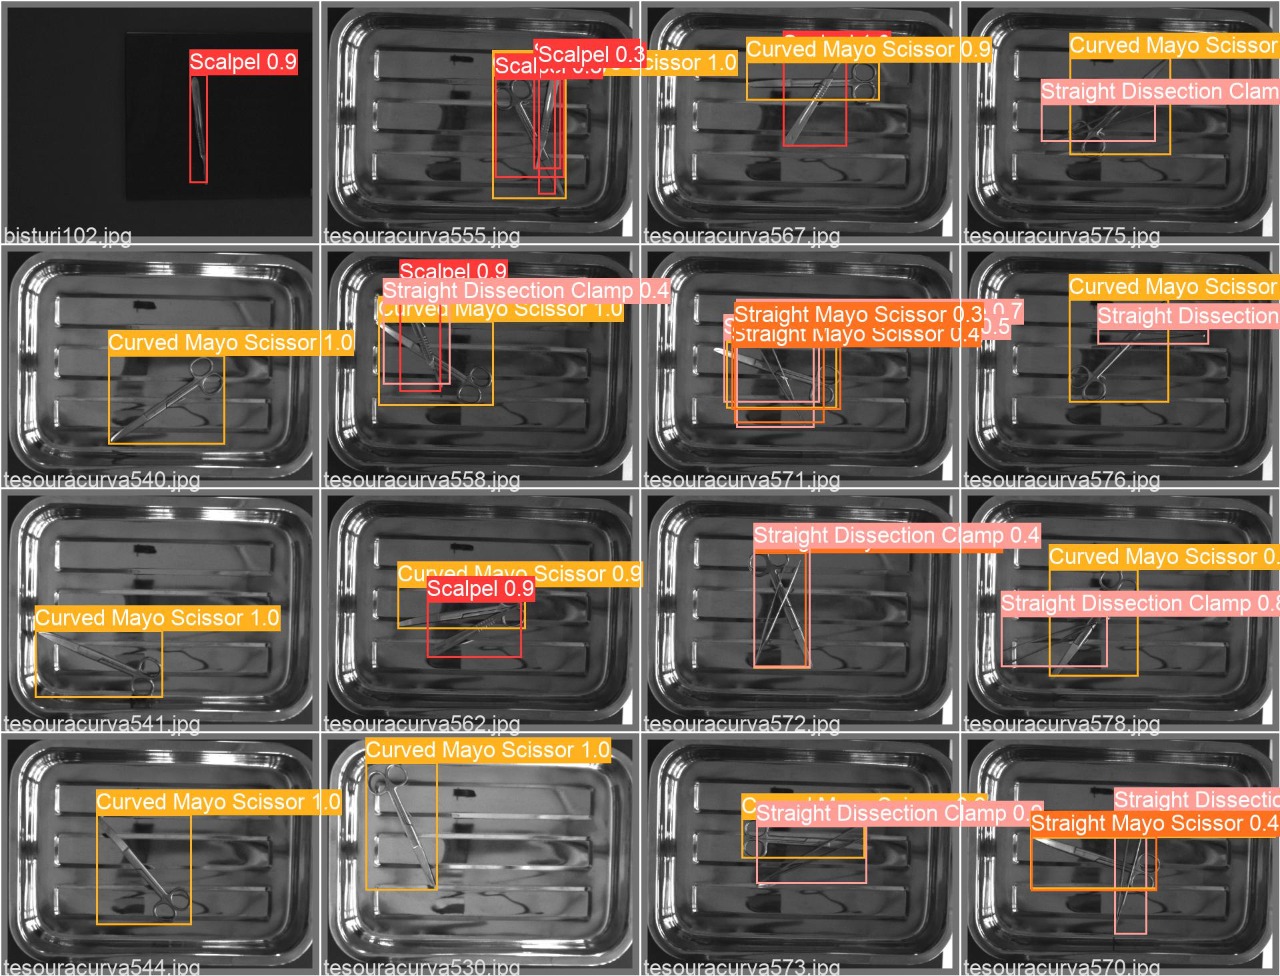 Scalpel 0.9
bisturi102.jpg
Scalpel 0.3
Scal
cissor 1.0
tesouracurva555.jpg
Curved Mayo Scissor 0.9
tesouracurva567.jpg
Curved Mayo Scissor
Straight Dissection Clam
tesouracurva575.jpg
Curved Mayo Scissor 1.0
tesouracurva540.jpg
Scalpel 0.9
Straight Dissection Clamp 0.4
Curved Mayo Scissor 1.0
tesouracurva558.jpg
Straight Mayo Scissor 0.3
0.7
Straight Mayo Scissor 0.4
0.5
tesouracurva571.jpg
Curved Mayo Scissor
Straight Dissection
tesouracurva576.jpg
Curved Mayo Scissor 1.0
tesouracurva541.jpg
Curved Mayo Scissor 0.9
Scalpel 0.9
tesouracurva562.jpg
Straight Dissection Clamp 0.4
tesouracurva572.jpg
Curved Mayo Scissor 0.
Straight Dissection Clamp 0.8
tesouracurva578.jpg
Curved Mayo Scissor 1.0
tesouracurva544.jpg
Curved Mayo Scissor 1.0
tesouracurva530.jpg
Straight Dissection Clamp 0.
tesouracurva573.jpg
Straight Dissectio
Straight Mayo Scissor 0.4
tesouracurva570.jpg